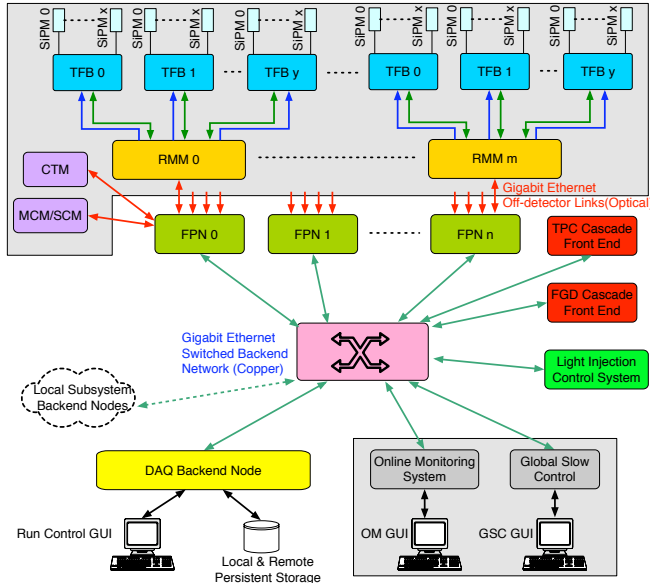 SiPM 0
SiPM x
SiPM 0
SiPM x
SiPM 0
SiPM x
SiPM 0
SiPM x
SiPM 0
SiPM x
SiPM 0
SiPM x
TFB 0
TFB 1
TFB y
TFB 0
TFB 1
TFB y
RMM 0
RMM m
CTM
MCM/SCM
Gigabit Ethernet
Off-detector Links(Optical)
FPN 0
FPN 1
FPN n
TPC Cascade
Front End
FGD Cascade
Front End
Gigabit Ethernet
Switched Backend
Network (Copper)
Light Injection
Control System
Local Subsystem
Backend Nodes
DAQ Backend Node
Online Monitoring
System
Global Slow
Control
Run Control GUI
OM GUI
GSC GUI
Local & Remote
Persistent Storage